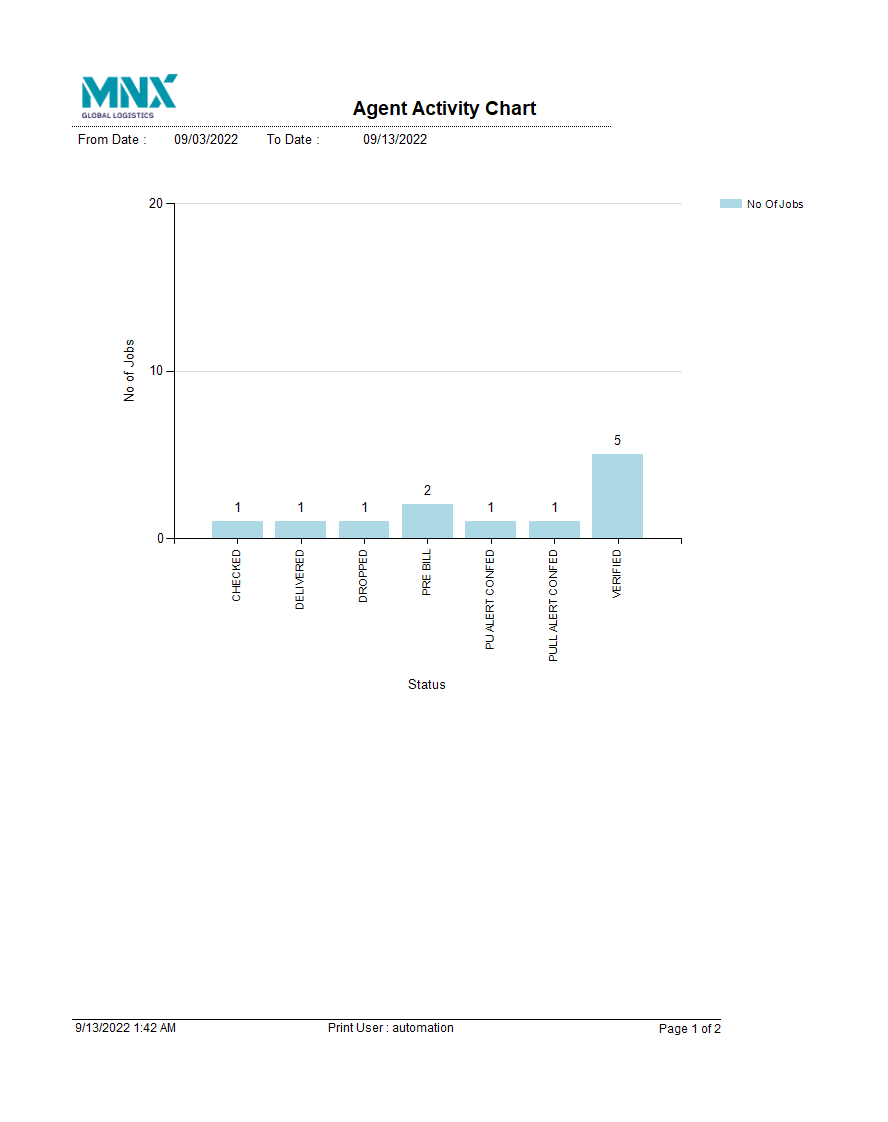 MNX
GLOBAL LOGISTICS
Agent Activity Chart
From Date : 09/03/2022 To Date : 09/13/2022
20
No Of Jobs
No of Jobs
10
5
2
1 1 1 1 1
0
CHECKED
DELIVERED
DROPPED
PRE BILL
PU ALERT CONFED
PULL ALERT CONFED
VERIFIED
Status
9/13/2022 1:42 AM Print User : automation Page 1 of 2